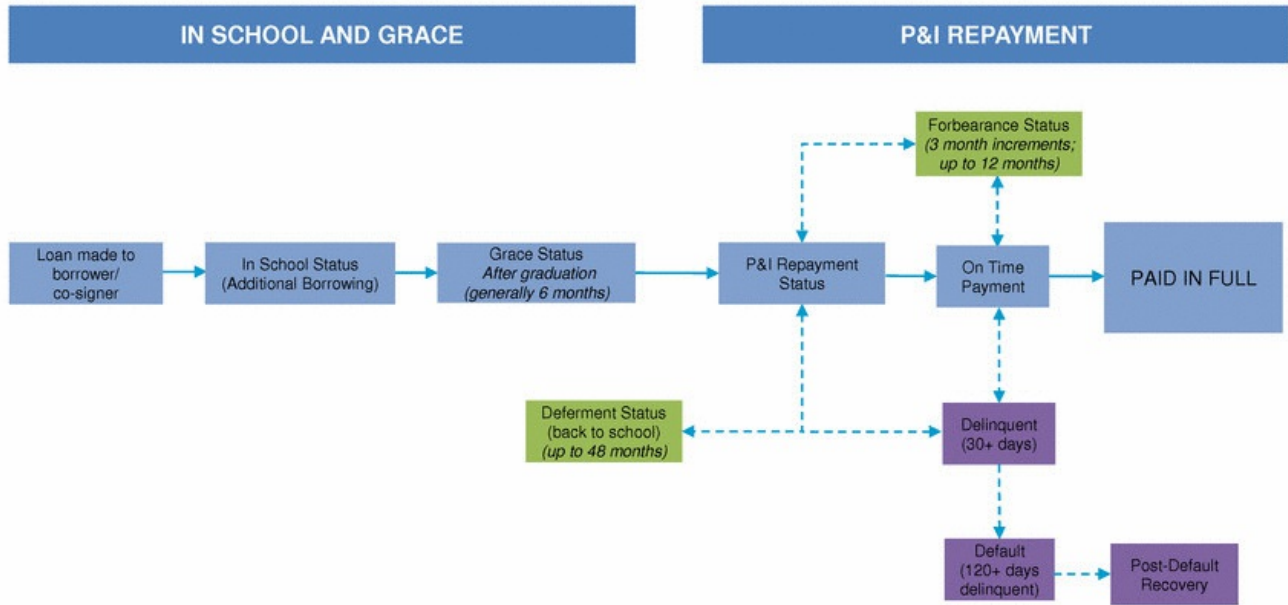 IN SCHOOL AND GRACE
P&I REPAYMENT
Forbearance Status
(3 month increments;
up to 12 months)
Loan made to
borrower/
co-signer
In School Status
(Additional Borrowing)
Grace Status
After graduation
(generally 6 months)
P&I Repayment
Status
On Time
Payment
PAID IN FULL
Deferment Status
(back to school)
(up to 48 months)
Delinquent
(30+ days)
Default
(120+ days
delinquent)
Post-Default
Recovery